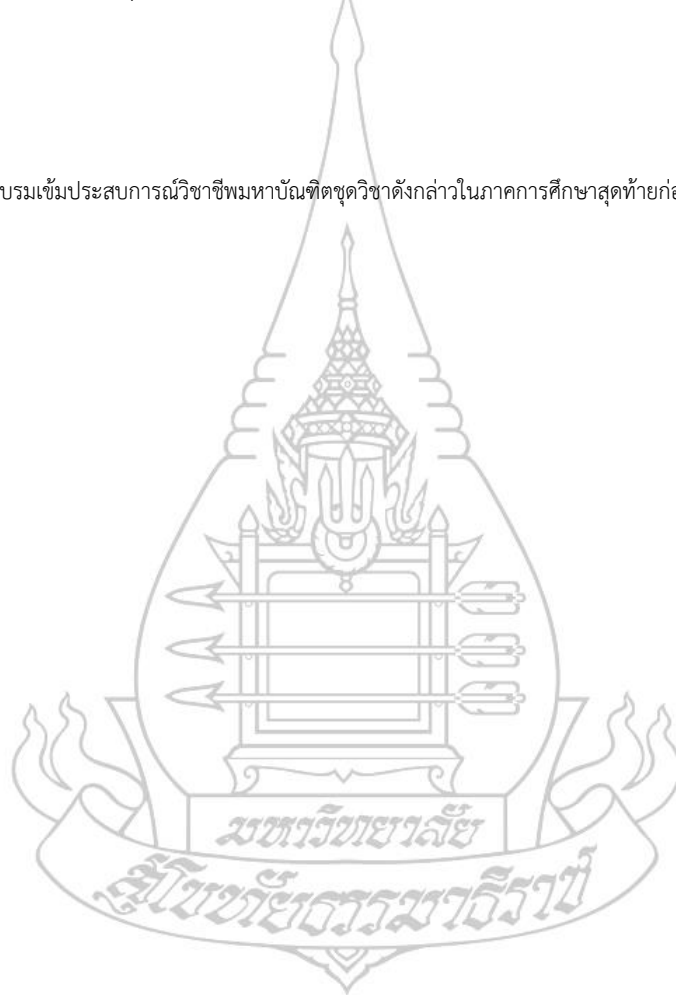 บรมเข้มประสบการณ์วิชาชีพมหาบัณฑิตชุดวิชาดังกล่าวในภาคการศึกษาสุดท้ายก่อ
มหาวิทยาลัย
สุโขทัยธรรมาธิราช